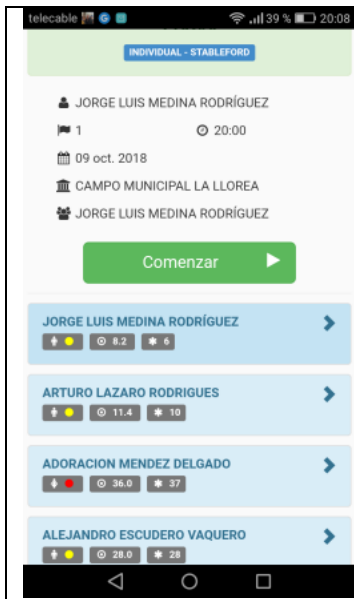 telecable 39 % 20:08
INDIVIDUAL - STABLEFORD
JORGE LUIS MEDINA RODRÍGUEZ
1 20:00
09 oct. 2018
CAMPO MUNICIPAL LA LLOREA
JORGE LUIS MEDINA RODRÍGUEZ
Comenzar
JORGE LUIS MEDINA RODRÍGUEZ
8.2 6
ARTURO LAZARO RODRIGUES
11.4 10
ADORACION MENDEZ DELGADO
36.0 37
ALEJANDRO ESCUDERO VAQUERO
28.0 28